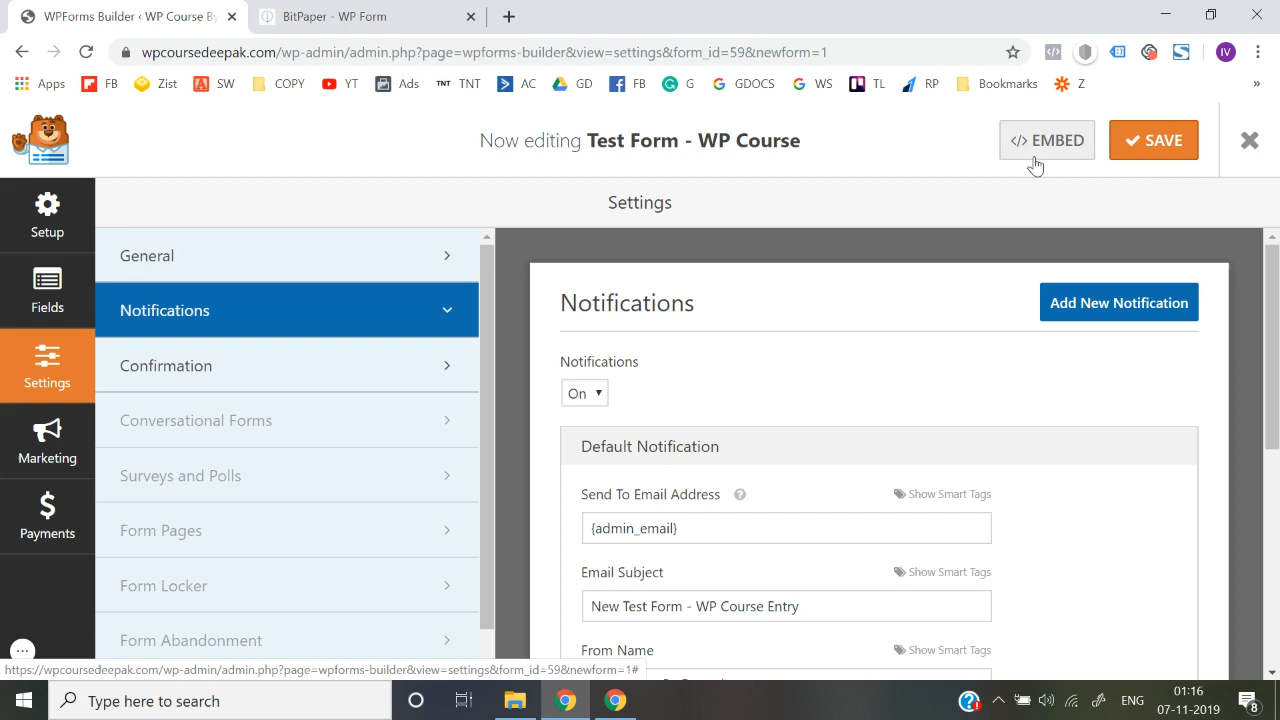 WPForms Builder ‹ WP Course By
BitPaper - WP Form
wpcoursedeepak.com/wp-admin/admin.php?page=wpforms-builder&view=settings&form_id=59&newform=1
IV
Apps FB Zist SW COPY YT Ads TNT TNT AC GD FB G GDOCS WS TL RP Bookmarks Z »
Now editing Test Form - WP Course
</> EMBED
SAVE
Setup
Fields
Settings
Marketing
Payments
Settings
General
Notifications
Confirmation
Conversational Forms
Surveys and Polls
Form Pages
Form Locker
Form Abandonment
Notifications
Add New Notification
Notifications
On
Default Notification
Send To Email Address
Show Smart Tags
{admin_email}
Email Subject
Show Smart Tags
New Test Form - WP Course Entry
From Name
Show Smart Tags
https://wpcoursedeepak.com/wp-admin/admin.php?page=wpforms-builder&view=settings&form_id=59&newform=1#
Type here to search
ENG
01:16
07-11-2019
8